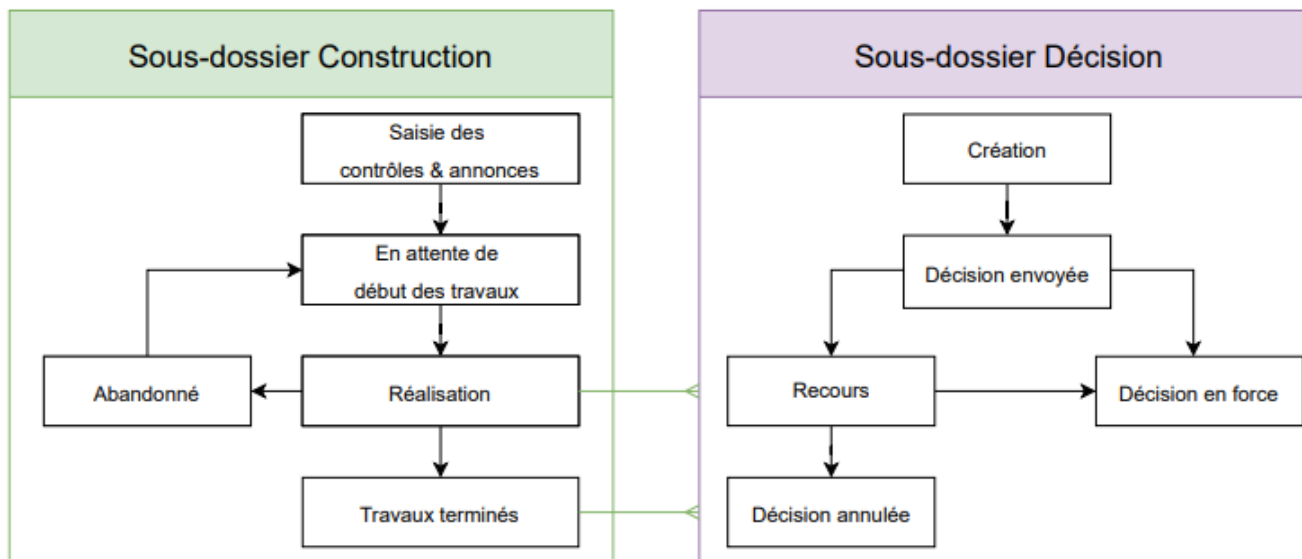 Sous-dossier Construction
Saisie des
contrôles & annonces
En attente de
début des travaux
Abandonné
Réalisation
Travaux terminés
Sous-dossier Décision
Création
Décision envoyée
Recours
Décision en force
Décision annulée